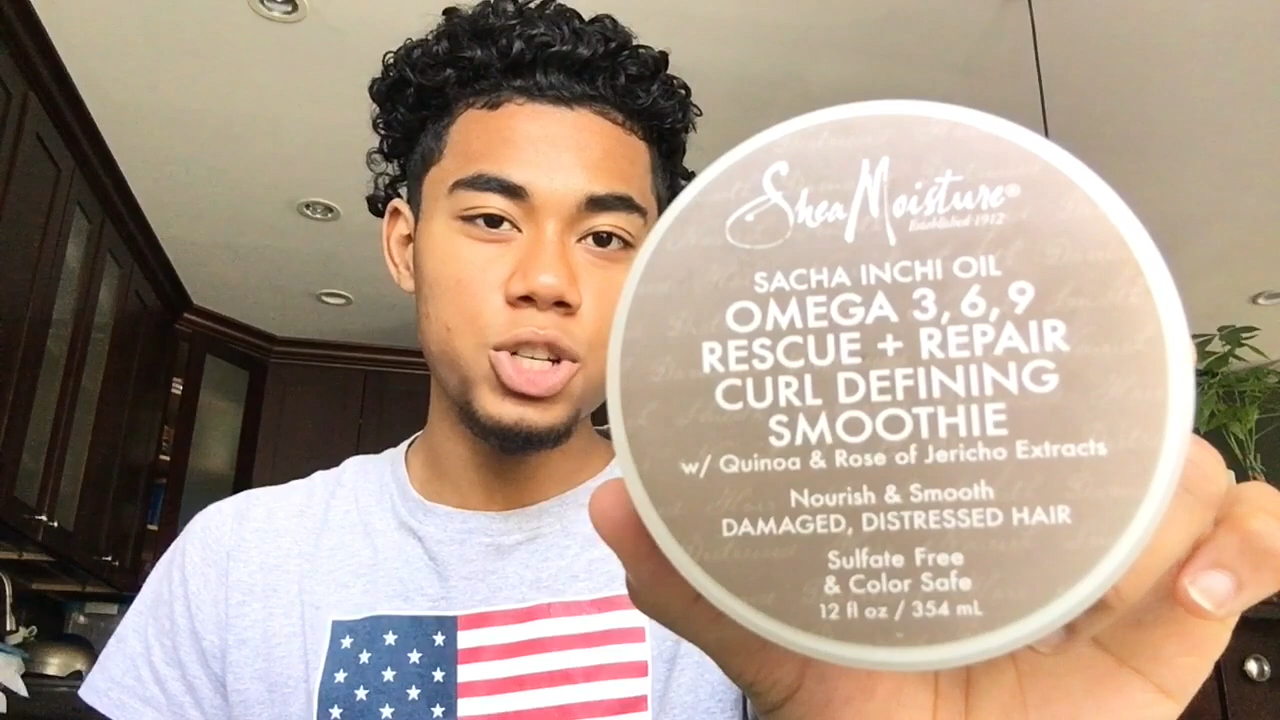 SheaMoisture®
Established 1912
SACHA INCHI OIL
OMEGA 3, 6, 9
RESCUE + REPAIR
CURL DEFINING
SMOOTHIE
w/ Quinoa & Rose of Jericho Extracts
Nourish & Smooth
DAMAGED, DISTRESSED HAIR
Sulfate Free
& Color Safe
12 fl oz / 354 mL